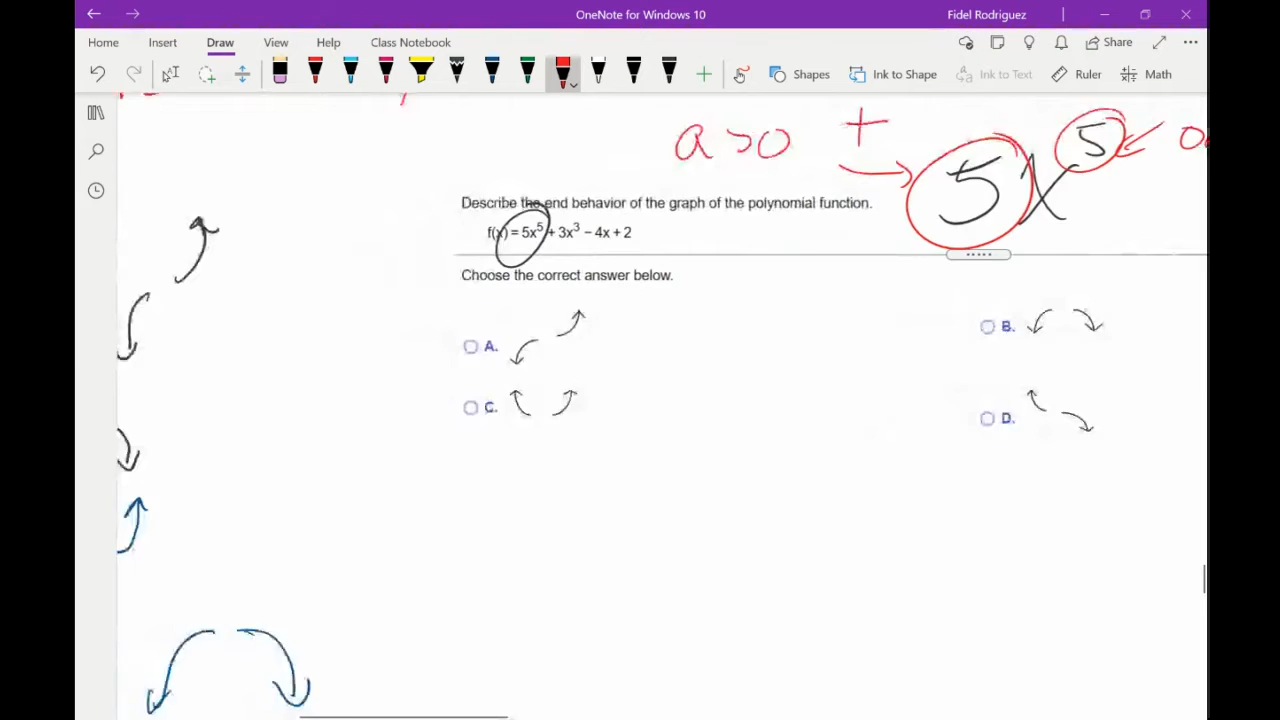 OneNote for Windows 10
Fidel Rodriguez
Home Insert Draw View Help Class Notebook
Share
Shapes Ink to Shape Ink to Text Ruler Math
a >0 +
5x⁵
Describe the end behavior of the graph of the polynomial function.
f(x) = 5x⁵ + 3x³ − 4x + 2
Choose the correct answer below.
A.
B.
C.
D.